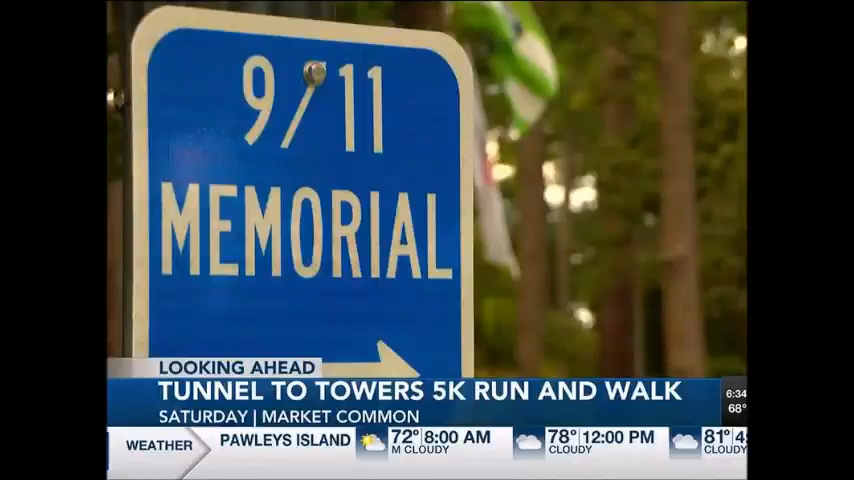 9/11
MEMORIAL
LOOKING AHEAD
TUNNEL TO TOWERS 5K RUN AND WALK
SATURDAY | MARKET COMMON
6:34
68°
WEATHER
PAWLEYS ISLAND
72° 8:00 AM
M CLOUDY
78° 12:00 PM
CLOUDY
81°
CLOUDY